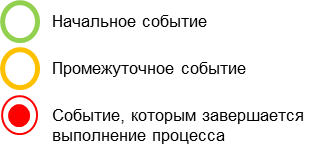 Начальное событие
Промежуточное событие
Событие, которым завершается
выполнение процесса